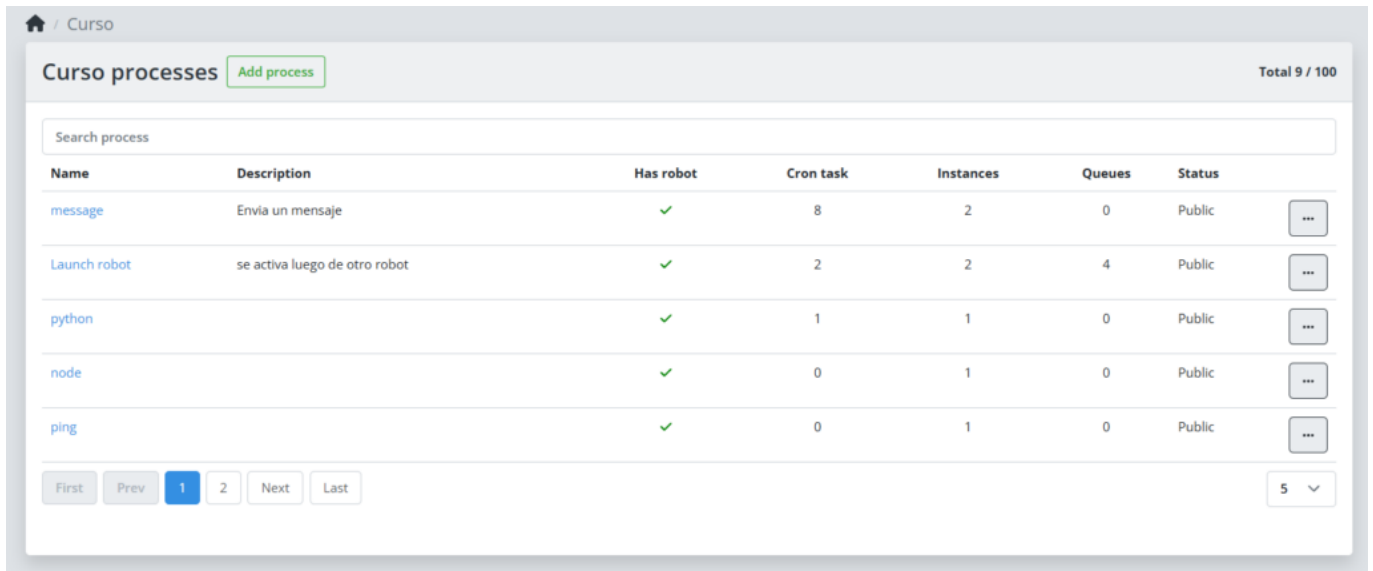 / Curso
Curso processes Add process Total 9 / 100
Search process
Name Description Has robot Cron task Instances Queues Status
message Envia un mensaje 8 2 0 Public ...
Launch robot se activa luego de otro robot 2 2 4 Public ...
python 1 1 0 Public ...
node 0 1 0 Public ...
ping 0 1 0 Public ...
First Prev 1 2 Next Last 5